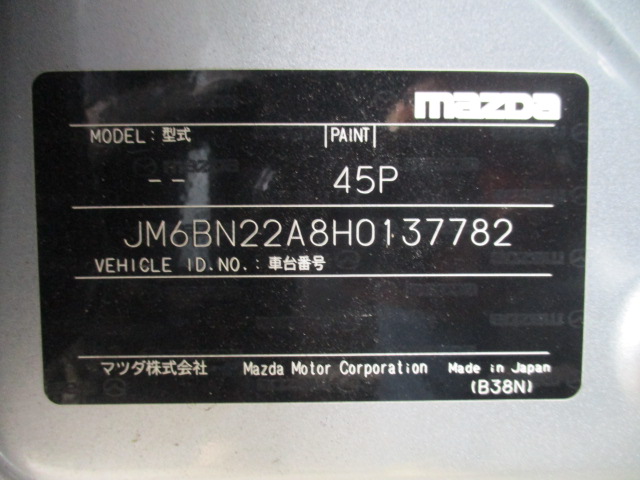 mazda
MODEL：型式 PAINT
-- 45P
JM6BN22A8H0137782
VEHICLE ID.NO.：車台番号
マツダ株式会社 Mazda Motor Corporation Made in Japan
(B38N)